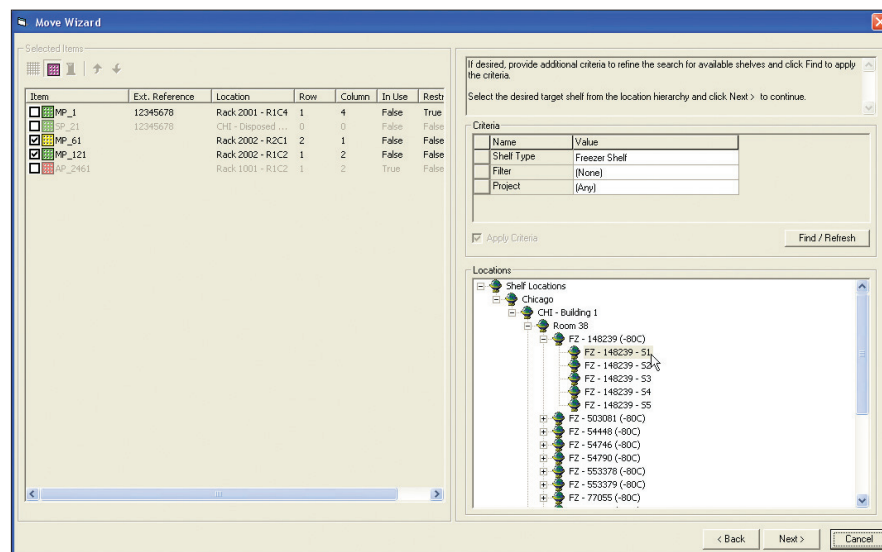 Move Wizard
Selected Items
Item Ext. Reference Location Row Column In Use Restr
MP_1 12345678 Rack 2001 - R1C4 1 4 False True
SP_21 12345678 CHI - Disposed ... 0 0 False False
MP_61 Rack 2002 - R2C1 2 1 False False
MP_121 Rack 2002 - R1C2 1 2 False False
AP_2461 Rack 1001 - R1C2 1 2 True False
If desired, provide additional criteria to refine the search for available shelves and click Find to apply
the criteria.
Select the desired target shelf from the location hierarchy and click Next > to continue.
Criteria
Name Value
Shelf Type Freezer Shelf
Filter (None)
Project (Any)
Apply Criteria Find / Refresh
Locations
Shelf Locations
Chicago
CHI - Building 1
Room 38
FZ - 148239 (-80C)
FZ - 148239 - S1
FZ - 148239 - S2
FZ - 148239 - S3
FZ - 148239 - S4
FZ - 148239 - S5
FZ - 503081 (-80C)
FZ - 54448 (-80C)
FZ - 54746 (-80C)
FZ - 54790 (-80C)
FZ - 553378 (-80C)
FZ - 553379 (-80C)
FZ - 77055 (-80C)
< Back Next > Cancel